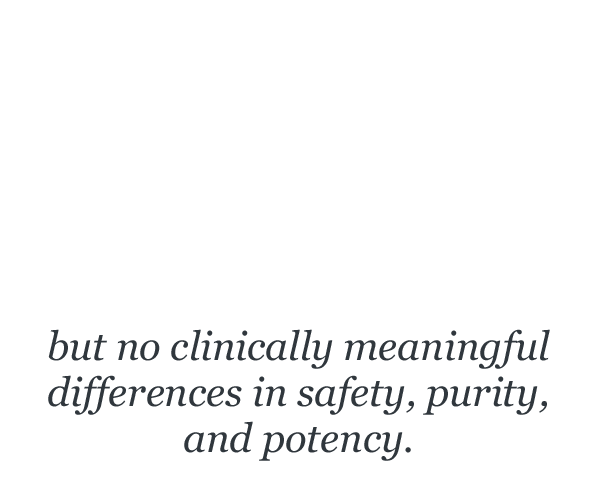 but no clinically meaningful
differences in safety, purity,
and potency.